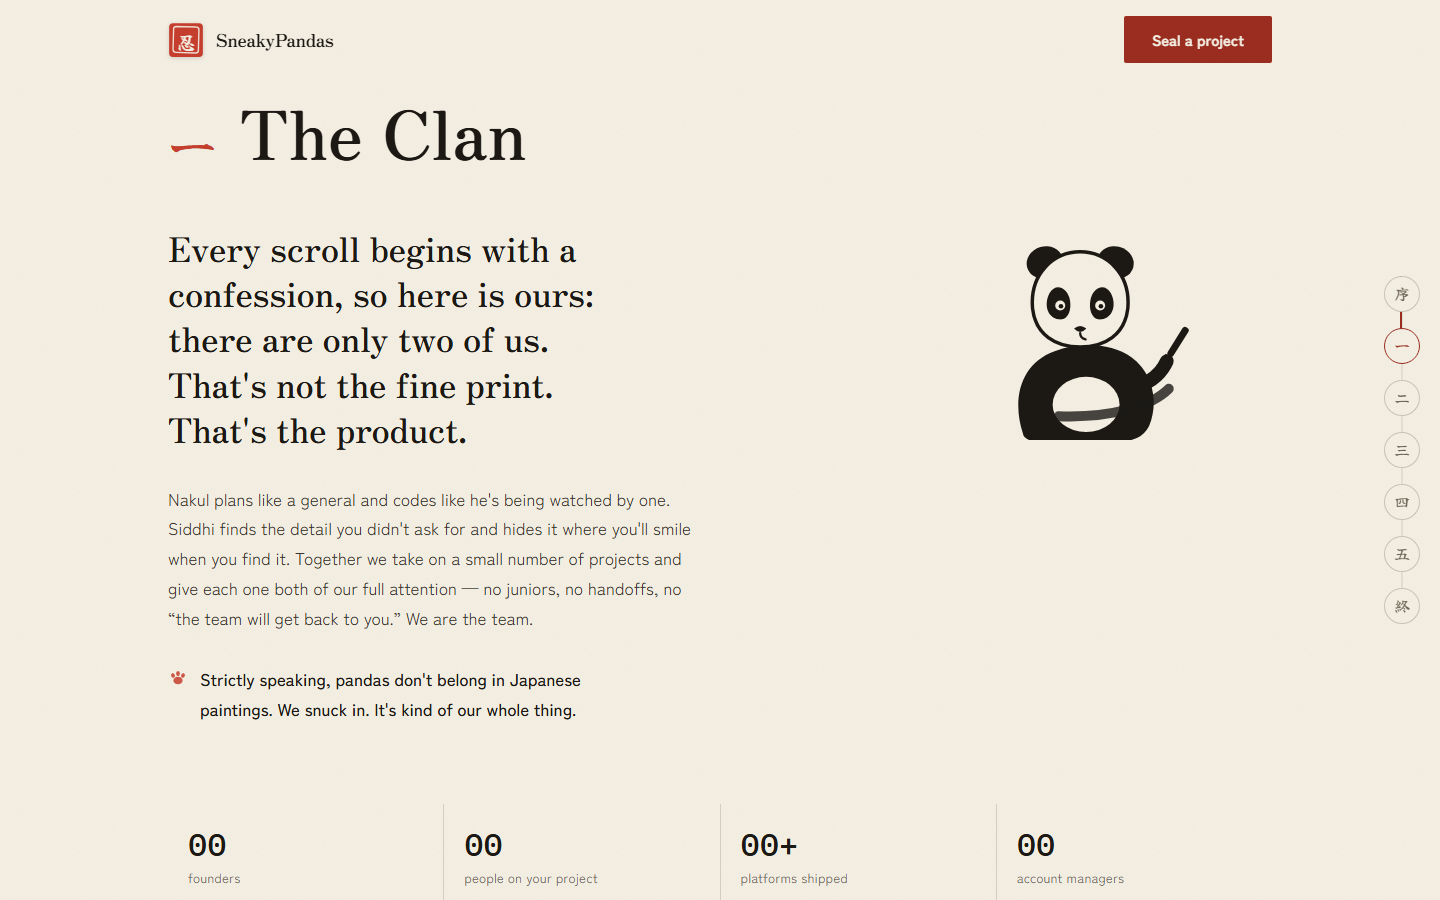 忍 SneakyPandas
Seal a project
一 The Clan
Every scroll begins with a
confession, so here is ours:
there are only two of us.
That's not the fine print.
That's the product.
Nakul plans like a general and codes like he's being watched by one.
Siddhi finds the detail you didn't ask for and hides it where you'll smile
when you find it. Together we take on a small number of projects and
give each one both of our full attention — no juniors, no handoffs, no
“the team will get back to you.” We are the team.
Strictly speaking, pandas don't belong in Japanese
paintings. We snuck in. It's kind of our whole thing.
00
founders
00
people on your project
00+
platforms shipped
00
account managers
序
一
二
三
四
五
終